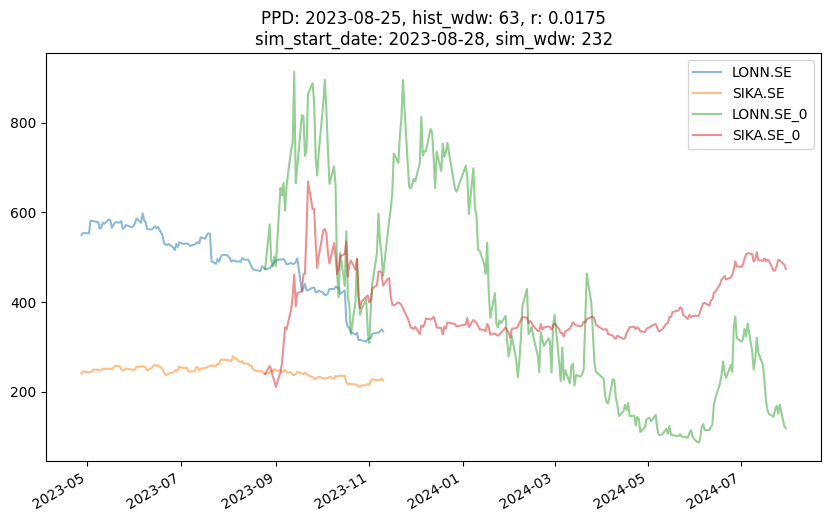 PPD: 2023-08-25, hist_wdw: 63, r: 0.0175
sim_start_date: 2023-08-28, sim_wdw: 232
LONN.SE
SIKA.SE
LONN.SE_0
SIKA.SE_0
800
600
400
200
2023-05
2023-07
2023-09
2023-11
2024-01
2024-03
2024-05
2024-07